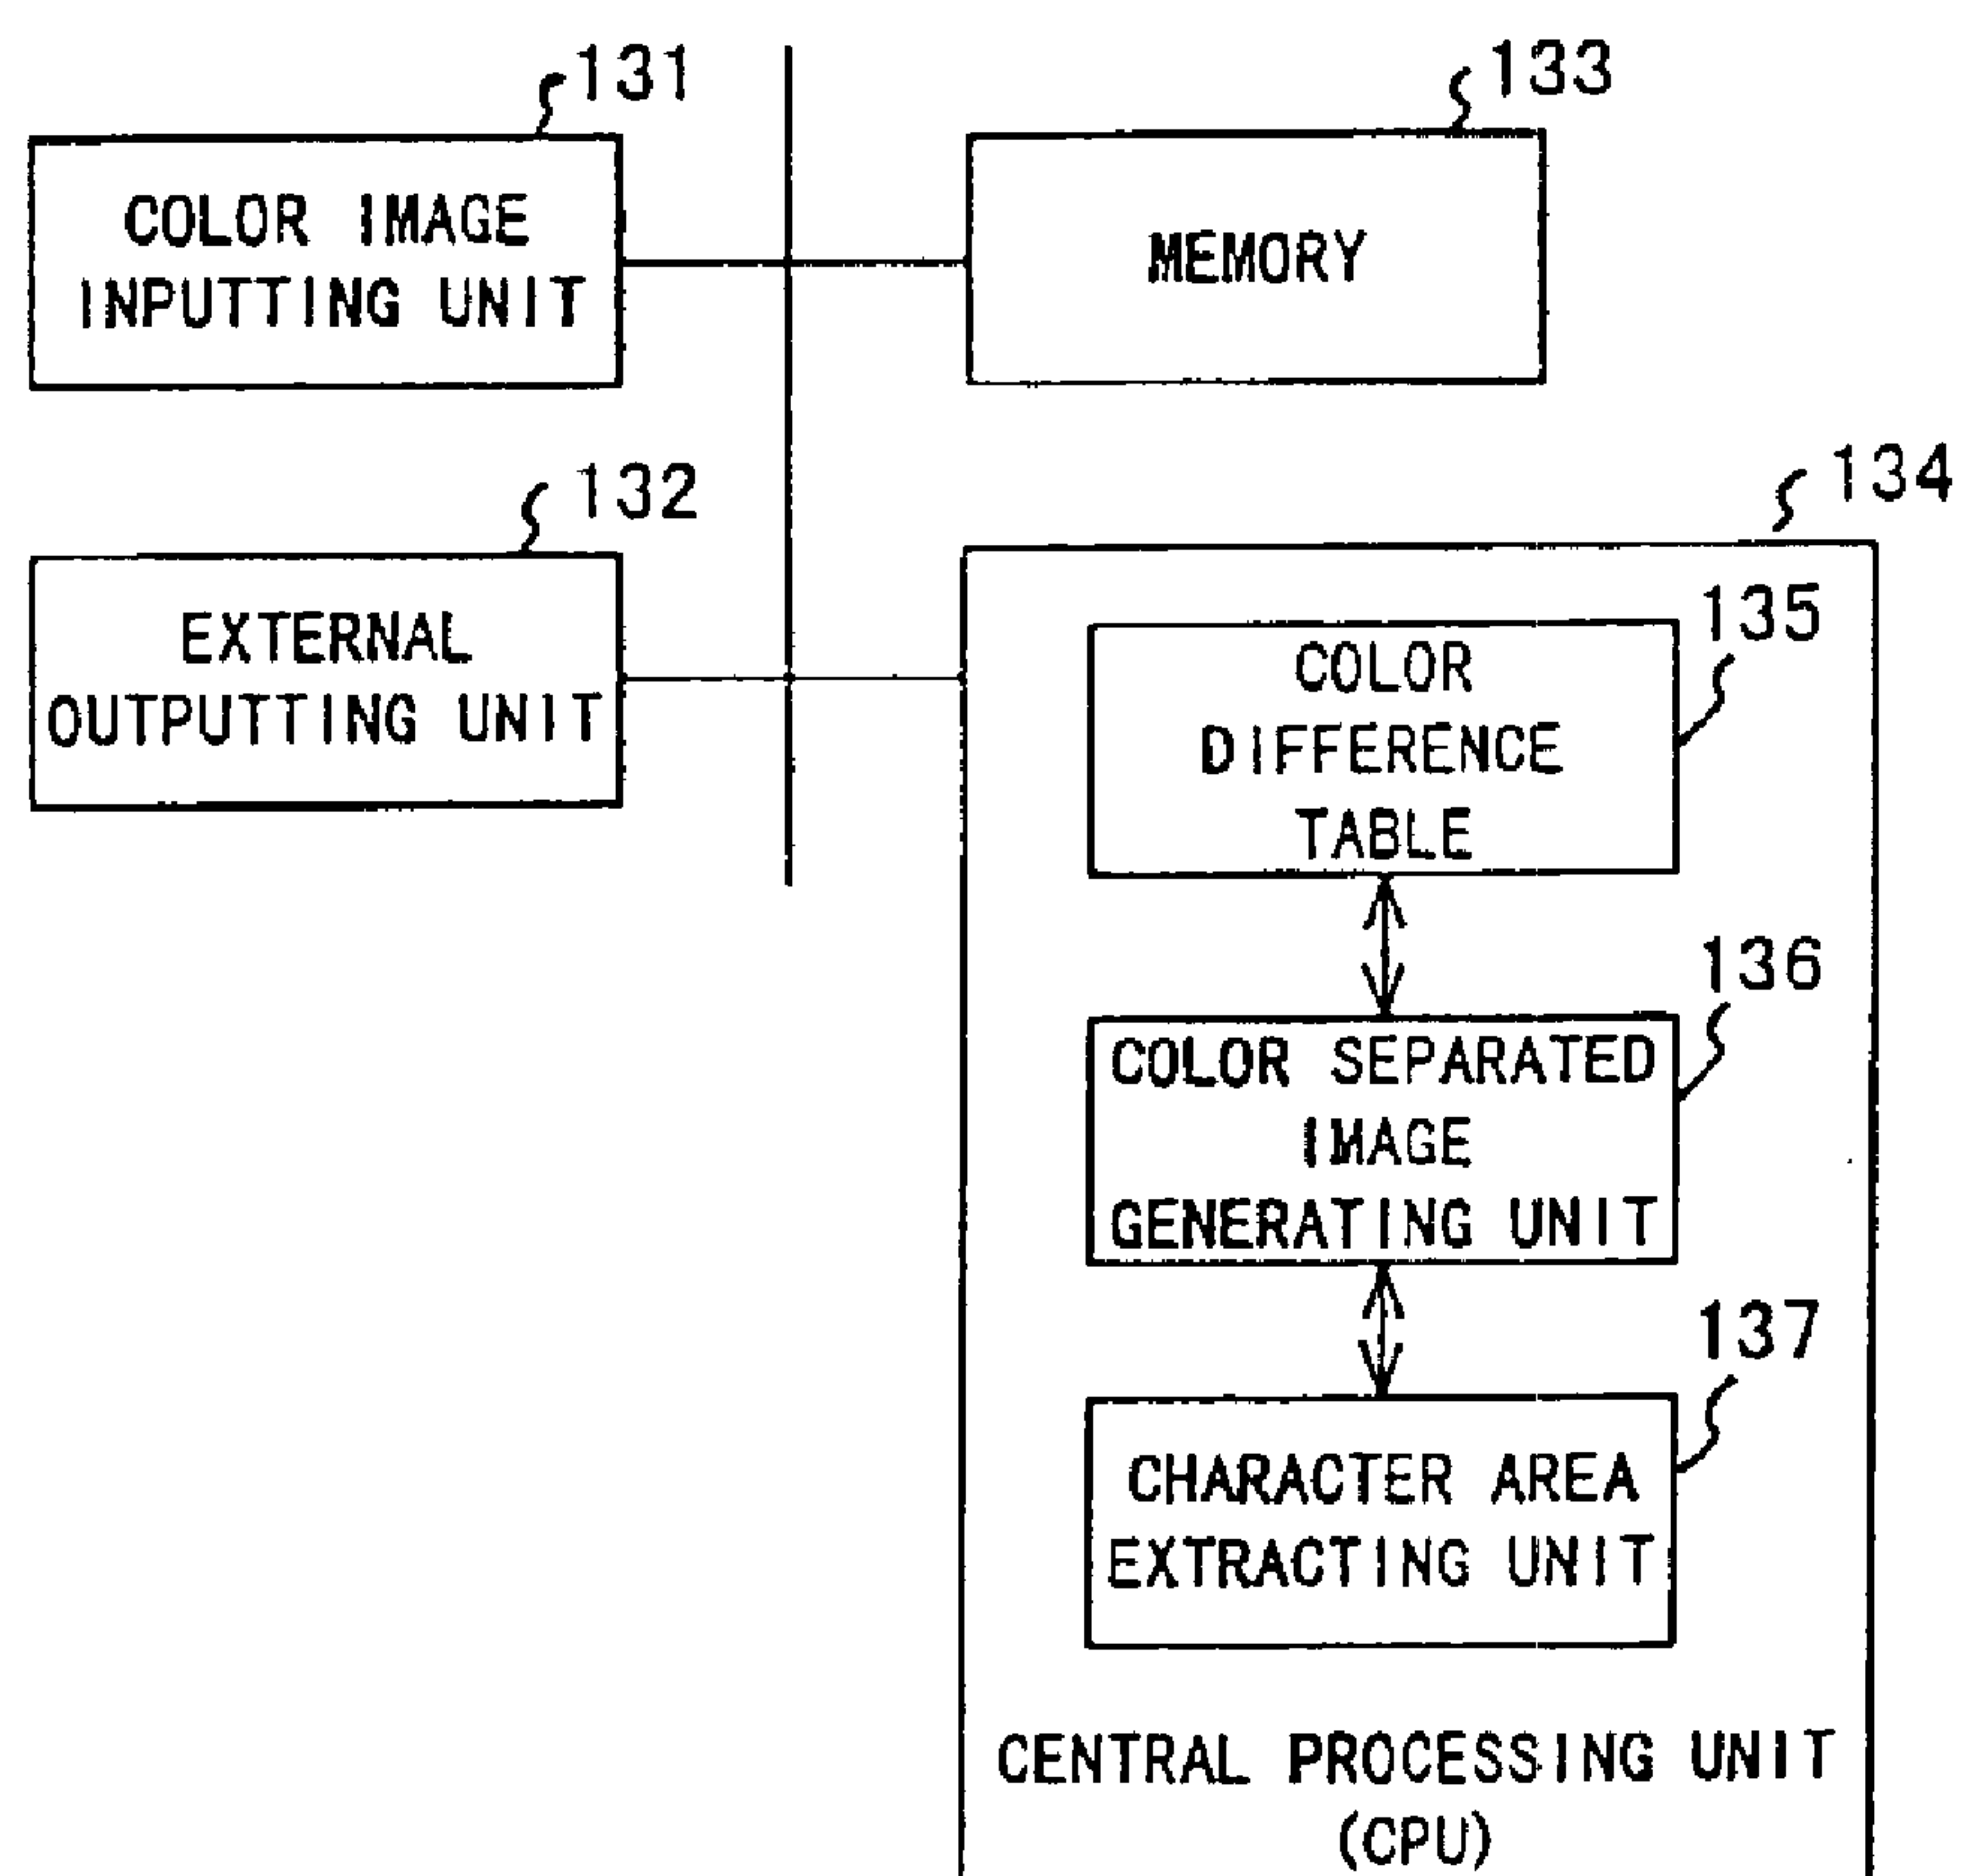 131
COLOR IMAGE
INPUTTING UNIT
133
MEMORY
132
EXTERNAL
OUTPUTTING UNIT
134
135
COLOR
DIFFERENCE
TABLE
136
COLOR SEPARATED
IMAGE
GENERATING UNIT
137
CHARACTER AREA
EXTRACTING UNIT
CENTRAL PROCESSING UNIT
(CPU)